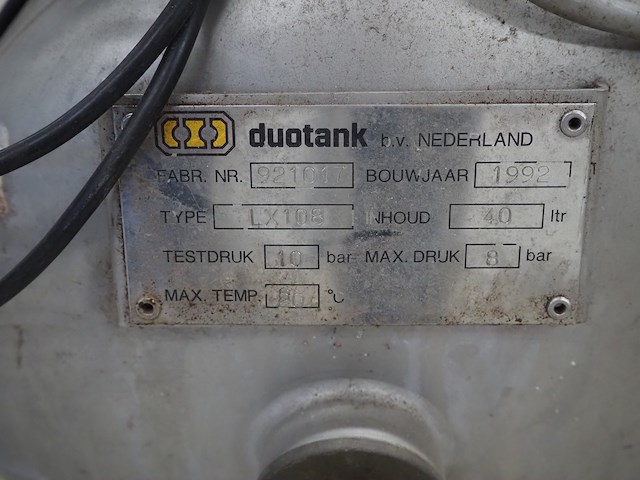 duotank b.v. NEDERLAND
FABR. NR. BOUWJAAR 1992
TYPE LX108 INHOUD 40 ltr
TESTDRUK 10 bar MAX. DRUK 8 bar
MAX. TEMP. °C